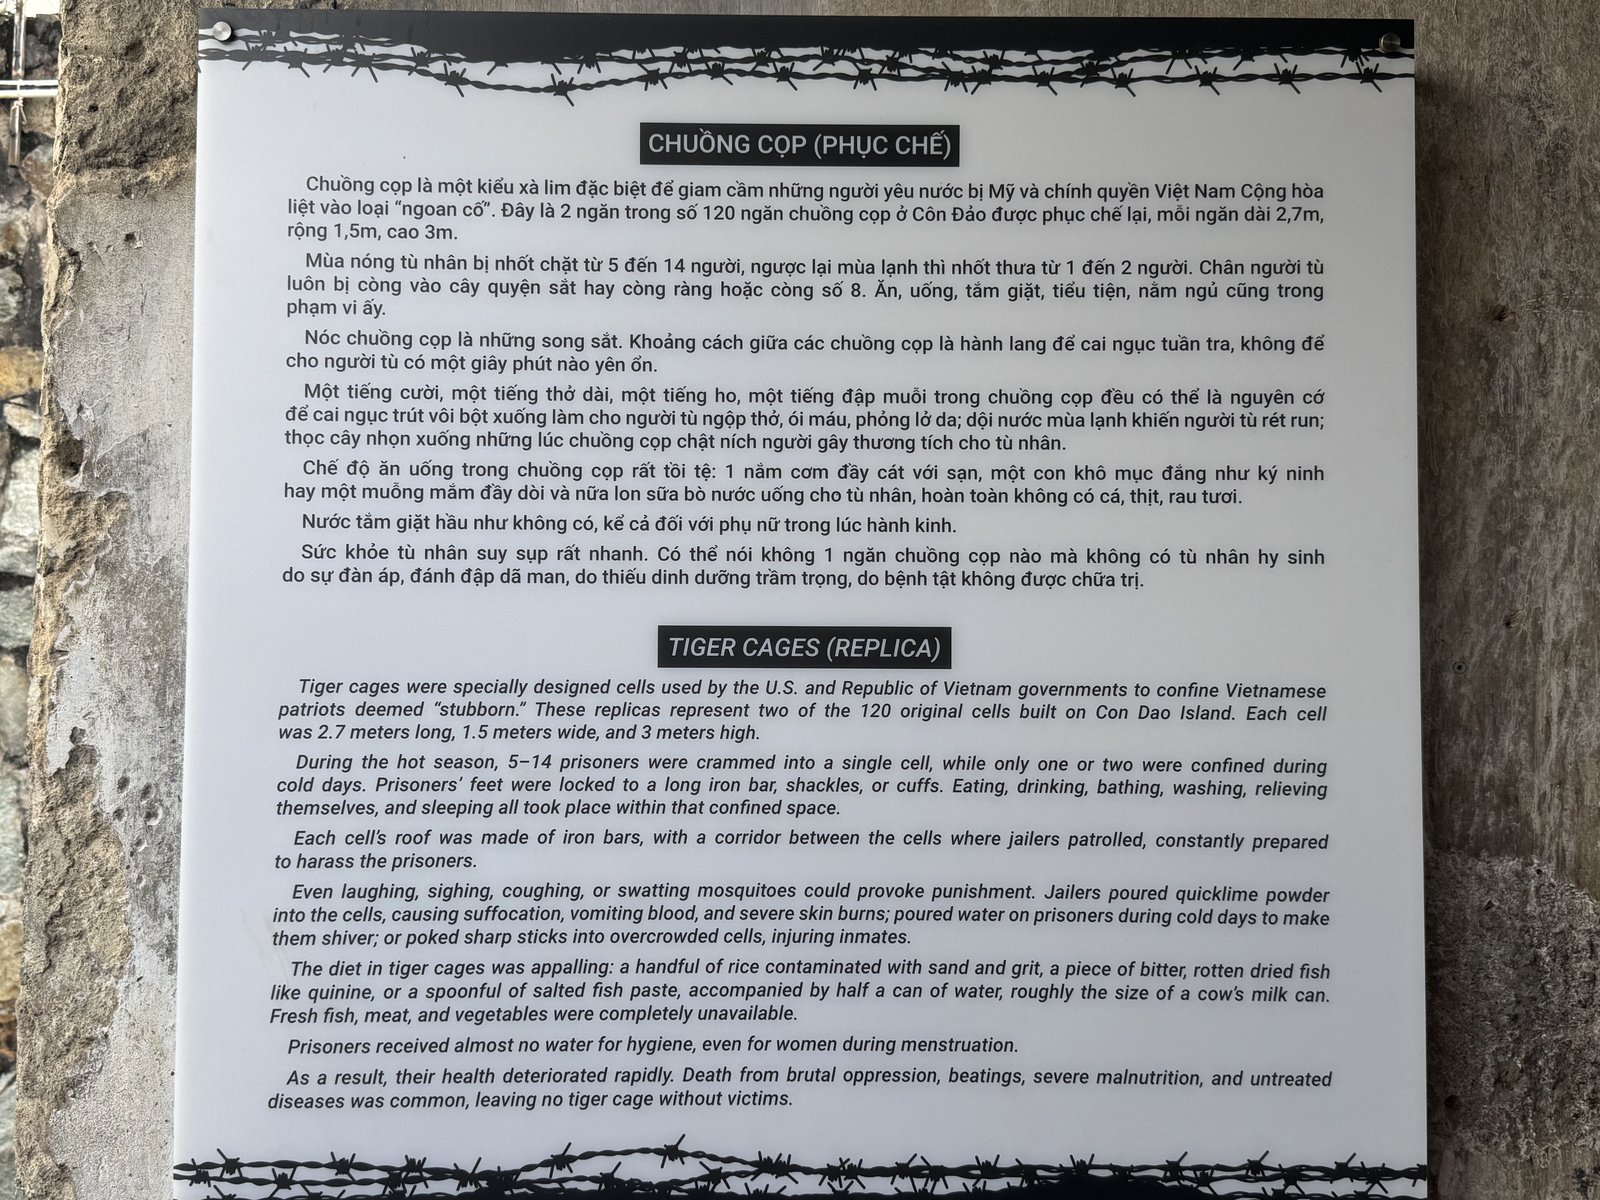 CHUỒNG CỌP (PHỤC CHẾ)
Chuồng cọp là một kiểu xà lim đặc biệt để giam cầm những người yêu nước bị Mỹ và chính quyền Việt Nam Cộng hòa
liệt vào loại “ngoan cố”. Đây là 2 ngăn trong số 120 ngăn chuồng cọp ở Côn Đảo được phục chế lại, mỗi ngăn dài 2,7m,
rộng 1,5m, cao 3m.
Mùa nóng tù nhân bị nhốt chặt từ 5 đến 14 người, ngược lại mùa lạnh thì nhốt thưa từ 1 đến 2 người. Chân người tù
luôn bị còng vào cây quyện sắt hay còng ràng hoặc còng số 8. Ăn, uống, tắm giặt, tiểu tiện, nằm ngủ cũng trong
phạm vi ấy.
Nóc chuồng cọp là những song sắt. Khoảng cách giữa các chuồng cọp là hành lang để cai ngục tuần tra, không để
cho người tù có một giây phút nào yên ổn.
Một tiếng cười, một tiếng thở dài, một tiếng ho, một tiếng đập muỗi trong chuồng cọp đều có thể là nguyên cớ
để cai ngục trút vôi bột xuống làm cho người tù ngộp thở, ói máu, phỏng lở da; dội nước mùa lạnh khiến người tù rét run;
thọc cây nhọn xuống những lúc chuồng cọp chật ních người gây thương tích cho tù nhân.
Chế độ ăn uống trong chuồng cọp rất tồi tệ: 1 nắm cơm đầy cát với sạn, một con khô mục đắng như ký ninh
hay một muỗng mắm đầy dòi và nữa lon sữa bò nước uống cho tù nhân, hoàn toàn không có cá, thịt, rau tươi.
Nước tắm giặt hầu như không có, kể cả đối với phụ nữ trong lúc hành kinh.
Sức khỏe tù nhân suy sụp rất nhanh. Có thể nói không 1 ngăn chuồng cọp nào mà không có tù nhân hy sinh
do sự đàn áp, đánh đập dã man, do thiếu dinh dưỡng trầm trọng, do bệnh tật không được chữa trị.
TIGER CAGES (REPLICA)
Tiger cages were specially designed cells used by the U.S. and Republic of Vietnam governments to confine Vietnamese
patriots deemed “stubborn.” These replicas represent two of the 120 original cells built on Con Dao Island. Each cell
was 2.7 meters long, 1.5 meters wide, and 3 meters high.
During the hot season, 5–14 prisoners were crammed into a single cell, while only one or two were confined during
cold days. Prisoners’ feet were locked to a long iron bar, shackles, or cuffs. Eating, drinking, bathing, washing, relieving
themselves, and sleeping all took place within that confined space.
Each cell’s roof was made of iron bars, with a corridor between the cells where jailers patrolled, constantly prepared
to harass the prisoners.
Even laughing, sighing, coughing, or swatting mosquitoes could provoke punishment. Jailers poured quicklime powder
into the cells, causing suffocation, vomiting blood, and severe skin burns; poured water on prisoners during cold days to make
them shiver; or poked sharp sticks into overcrowded cells, injuring inmates.
The diet in tiger cages was appalling: a handful of rice contaminated with sand and grit, a piece of bitter, rotten dried fish
like quinine, or a spoonful of salted fish paste, accompanied by half a can of water, roughly the size of a cow’s milk can.
Fresh fish, meat, and vegetables were completely unavailable.
Prisoners received almost no water for hygiene, even for women during menstruation.
As a result, their health deteriorated rapidly. Death from brutal oppression, beatings, severe malnutrition, and untreated
diseases was common, leaving no tiger cage without victims.